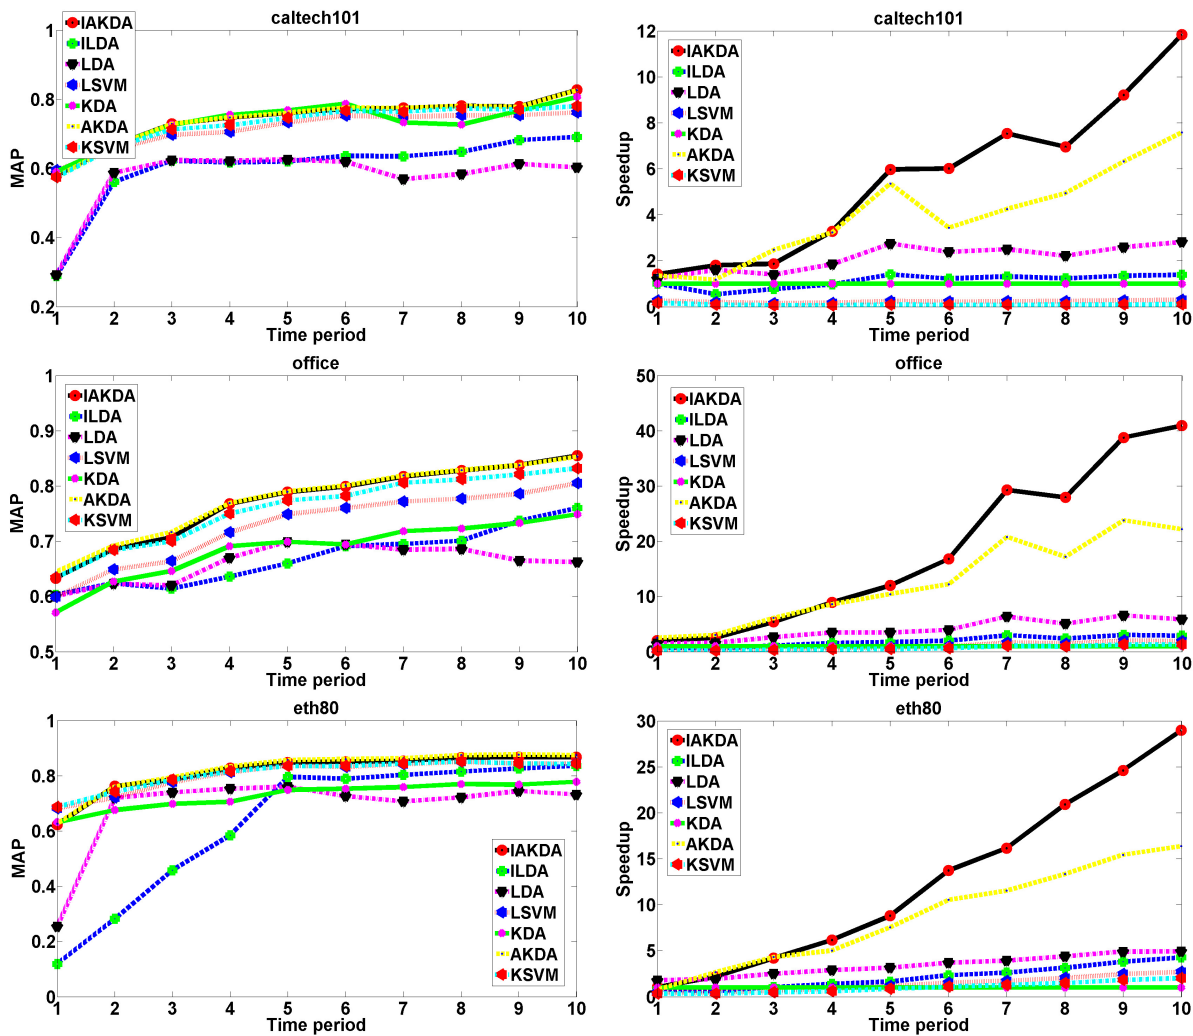 caltech101
1
0.8
0.6
0.4
0.2
MAP
IAKDA
ILDA
LDA
LSVM
KDA
AKDA
KSVM
1 2 3 4 5 6 7 8 9 10
Time period
caltech101
12
10
8
6
4
2
0
Speedup
IAKDA
ILDA
LDA
LSVM
KDA
AKDA
KSVM
1 2 3 4 5 6 7 8 9 10
Time period
office
1
0.9
0.8
0.7
0.6
0.5
MAP
IAKDA
ILDA
LDA
LSVM
KDA
AKDA
KSVM
1 2 3 4 5 6 7 8 9 10
Time period
office
50
40
30
20
10
0
Speedup
IAKDA
ILDA
LDA
LSVM
KDA
AKDA
KSVM
1 2 3 4 5 6 7 8 9 10
Time period
eth80
1
0.8
0.6
0.4
0.2
0
MAP
IAKDA
ILDA
LDA
LSVM
KDA
AKDA
KSVM
1 2 3 4 5 6 7 8 9 10
Time period
eth80
30
25
20
15
10
5
0
Speedup
IAKDA
ILDA
LDA
LSVM
KDA
AKDA
KSVM
1 2 3 4 5 6 7 8 9 10
Time period